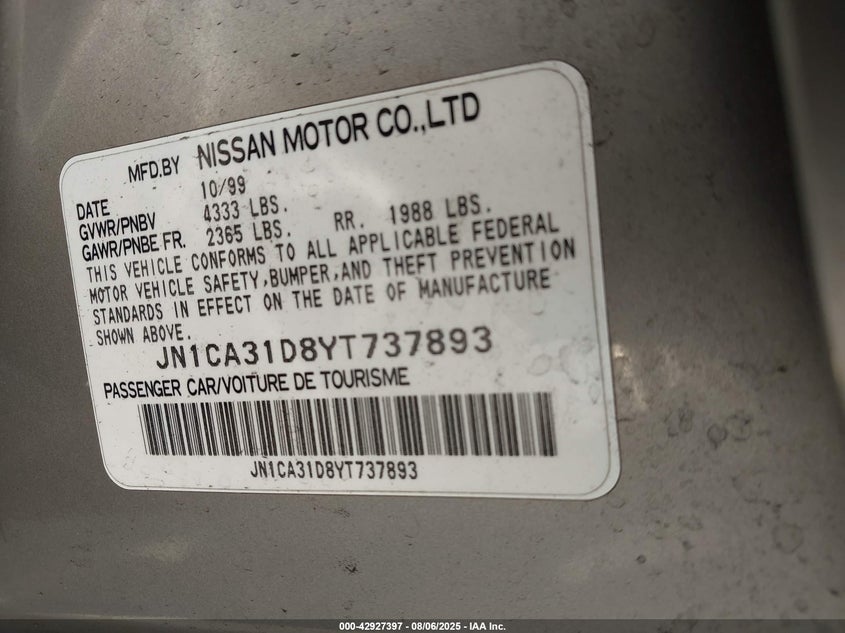 MFD.BY NISSAN MOTOR CO.,LTD
DATE 10/99
GVWR/PNBV 4333 LBS.
GAWR/PNBE FR. 2365 LBS. RR. 1988 LBS.
THIS VEHICLE CONFORMS TO ALL APPLICABLE FEDERAL
MOTOR VEHICLE SAFETY,BUMPER,AND THEFT PREVENTION
STANDARDS IN EFFECT ON THE DATE OF MANUFACTURE
SHOWN ABOVE.
JN1CA31D8YT737893
PASSENGER CAR/VOITURE DE TOURISME
JN1CA31D8YT737893
000-42927397 - 08/06/2025 - IAA Inc.